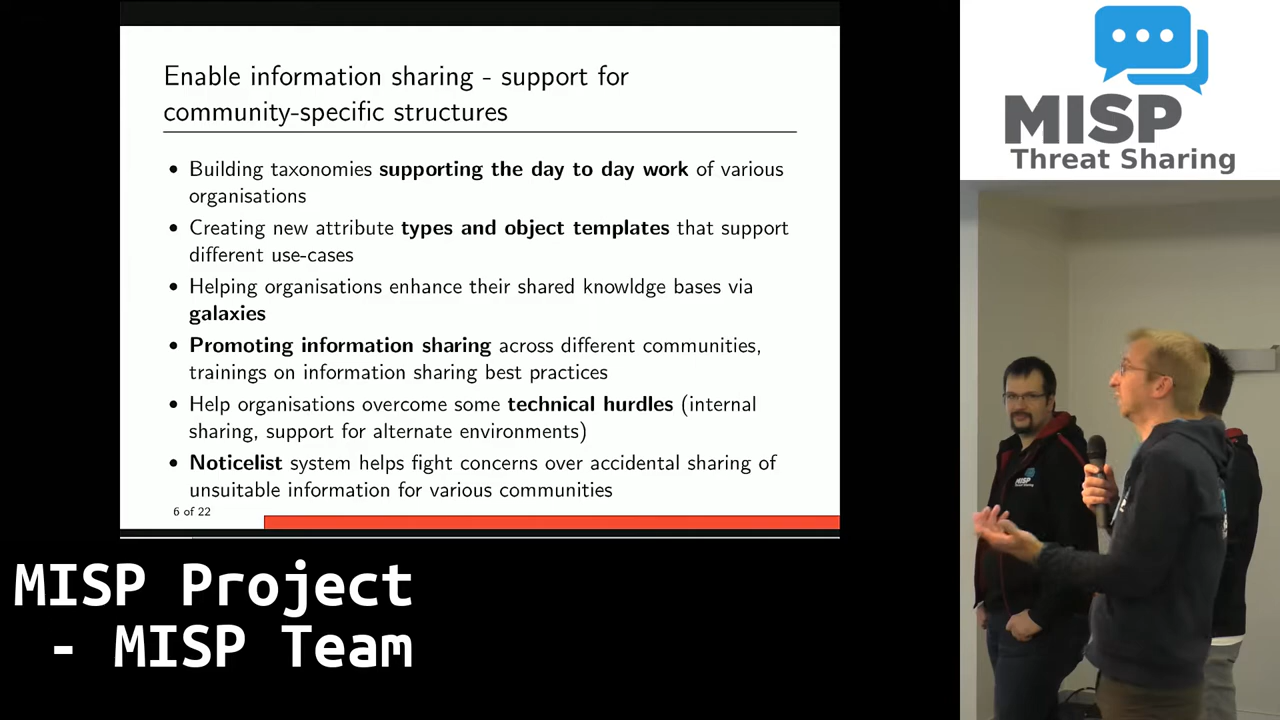 Enable information sharing - support for
community-specific structures
• Building taxonomies supporting the day to day work of various
organisations
• Creating new attribute types and object templates that support
different use-cases
• Helping organisations enhance their shared knowldge bases via
galaxies
• Promoting information sharing across different communities,
trainings on information sharing best practices
• Help organisations overcome some technical hurdles (internal
sharing, support for alternate environments)
• Noticelist system helps fight concerns over accidental sharing of
unsuitable information for various communities
6 of 22
MISP
Threat Sharing
MISP
Threat Sharing
MISP Project
- MISP Team